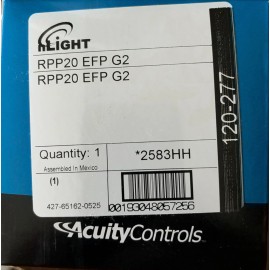 nLIGHT
RPP20 EFP G2
RPP20 EFP G2
120-277
Quantity: 1
*2583HH
Assembled In Mexico
(1)
427-65162-0525
00193048057256
AcuityControls